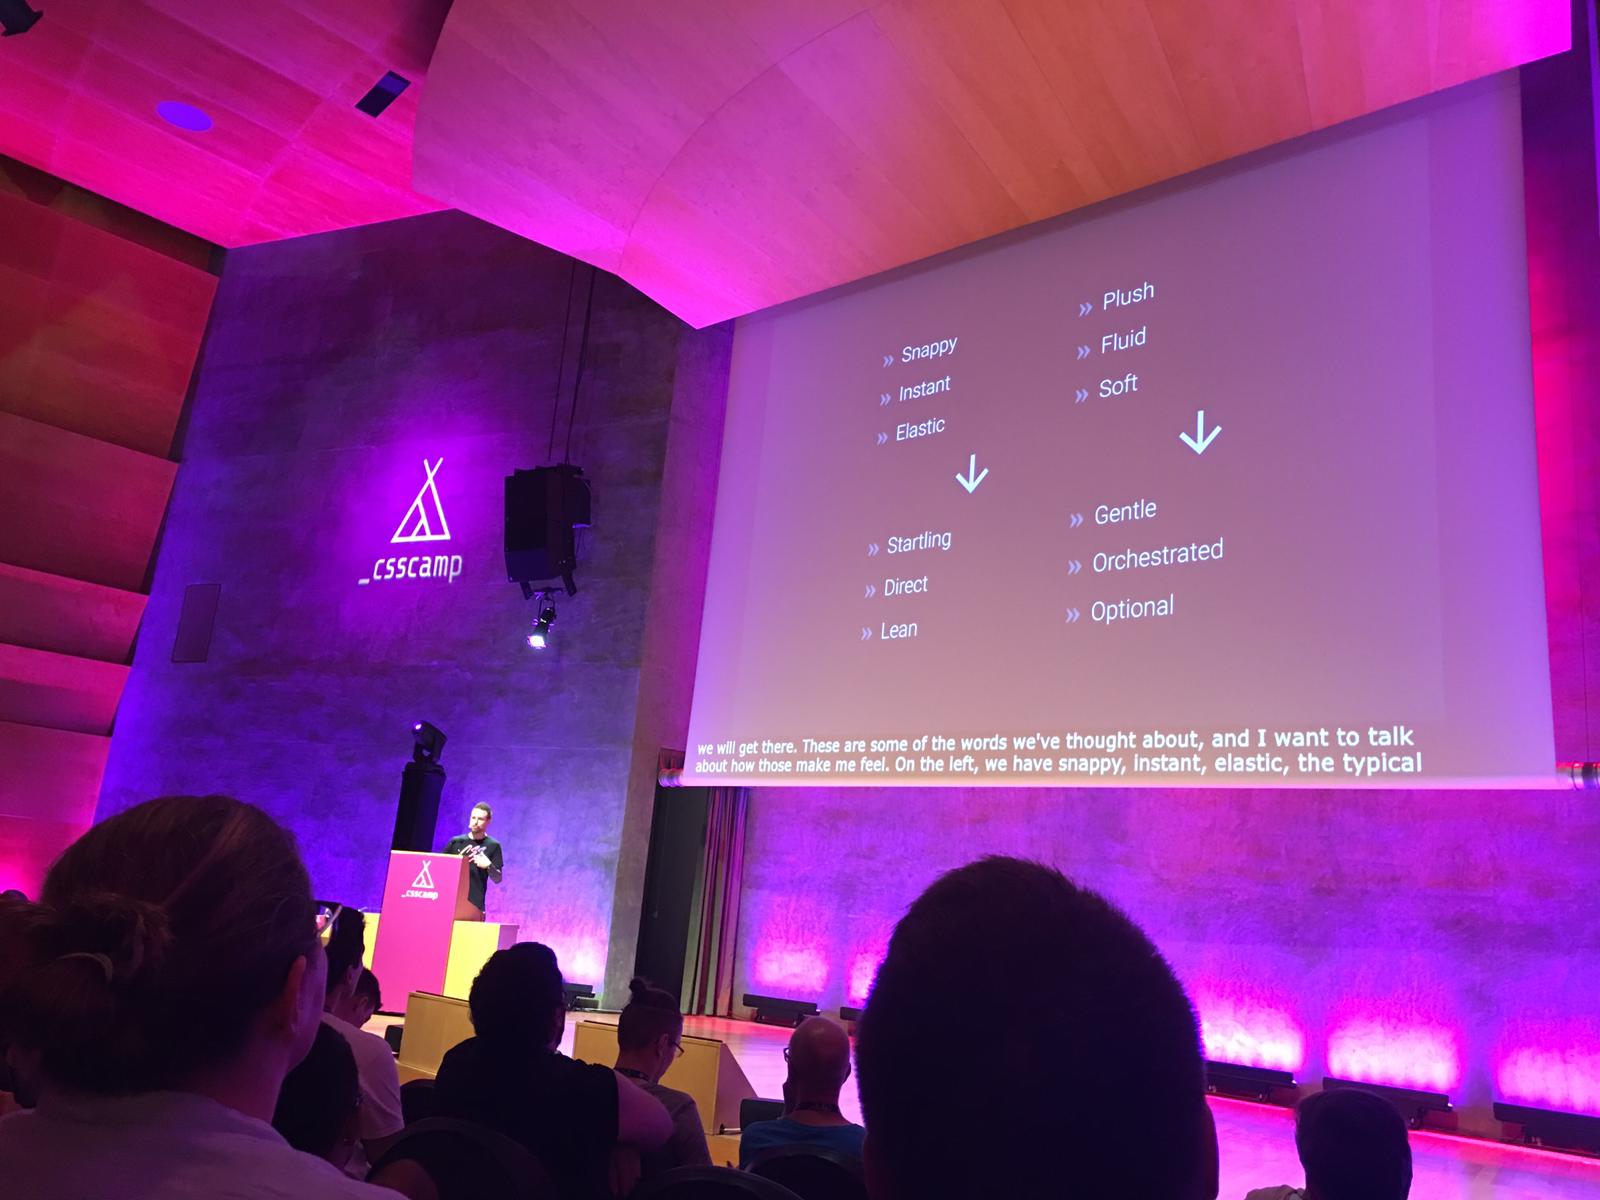 _csscamp
_csscamp
» Snappy
» Instant
» Elastic
» Startling
» Direct
» Lean
» Plush
» Fluid
» Soft
» Gentle
» Orchestrated
» Optional
we will get there. These are some of the words we've thought about, and I want to talk
about how those make me feel. On the left, we have snappy, instant, elastic, the typical